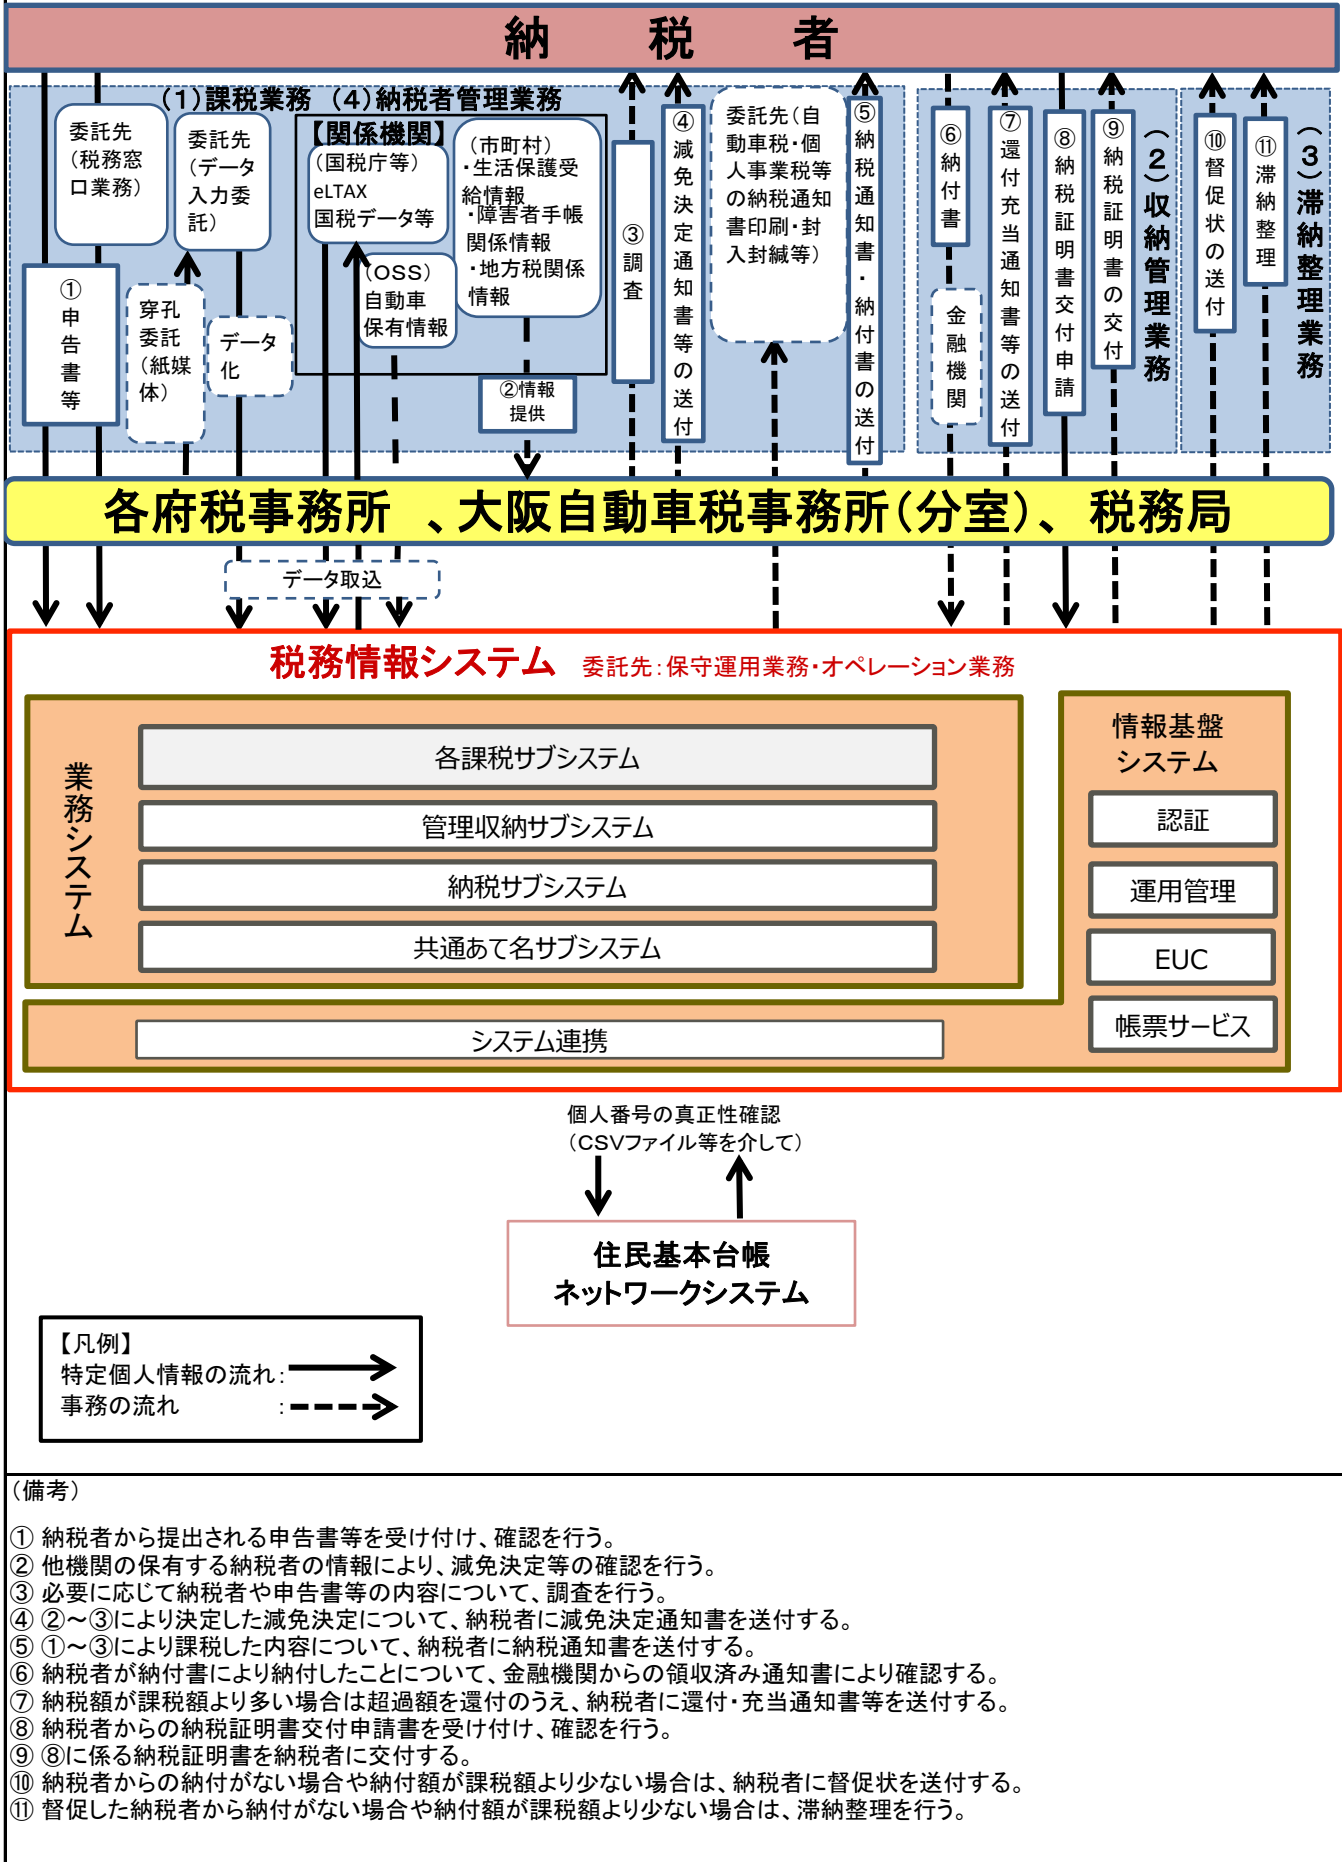 納税者
(1)課税業務 (4)納税者管理業務
委託先
(税務窓
口業務)
委託先
(データ
入力委
託)
【関係機関】
(国税庁等)
eLTAX
国税データ等
(OSS)
自動車
保有情報
(市町村)
・生活保護受
給情報
・障害者手帳
関係情報
・地方税関係
情報
①申告書等
穿孔
委託
(紙媒
体)
データ
化
②情報
提供
③調査
④減免決定通知書等の送付
委託先(自
動車税・個
人事業税等
の納税通知
書印刷・封
入封緘等)
⑤納税通知書・納付書の送付
⑥納付書
金融機関
⑦還付充当通知書等の送付
⑧納税証明書交付申請
⑨納税証明書の交付
(2)収納管理業務
⑩督促状の送付
⑪滞納整理
(3)滞納整理業務
各府税事務所 、大阪自動車税事務所(分室)、税務局
データ取込
税務情報システム 委託先:保守運用業務・オペレーション業務
業務システム
各課税サブシステム
管理収納サブシステム
納税サブシステム
共通あて名サブシステム
システム連携
情報基盤
システム
認証
運用管理
EUC
帳票サービス
個人番号の真正性確認
(CSVファイル等を介して)
住民基本台帳
ネットワークシステム
【凡例】
特定個人情報の流れ:
事務の流れ :
(備考)
① 納税者から提出される申告書等を受け付け、確認を行う。
② 他機関の保有する納税者の情報により、減免決定等の確認を行う。
③ 必要に応じて納税者や申告書等の内容について、調査を行う。
④ ②～③により決定した減免決定について、納税者に減免決定通知書を送付する。
⑤ ①～③により課税した内容について、納税者に納税通知書を送付する。
⑥ 納税者が納付書により納付したことについて、金融機関からの領収済み通知書により確認する。
⑦ 納税額が課税額より多い場合は超過額を還付のうえ、納税者に還付・充当通知書等を送付する。
⑧ 納税者からの納税証明書交付申請書を受け付け、確認を行う。
⑨ ⑧に係る納税証明書を納税者に交付する。
⑩ 納税者からの納付がない場合や納付額が課税額より少ない場合は、納税者に督促状を送付する。
⑪ 督促した納税者から納付がない場合や納付額が課税額より少ない場合は、滞納整理を行う。